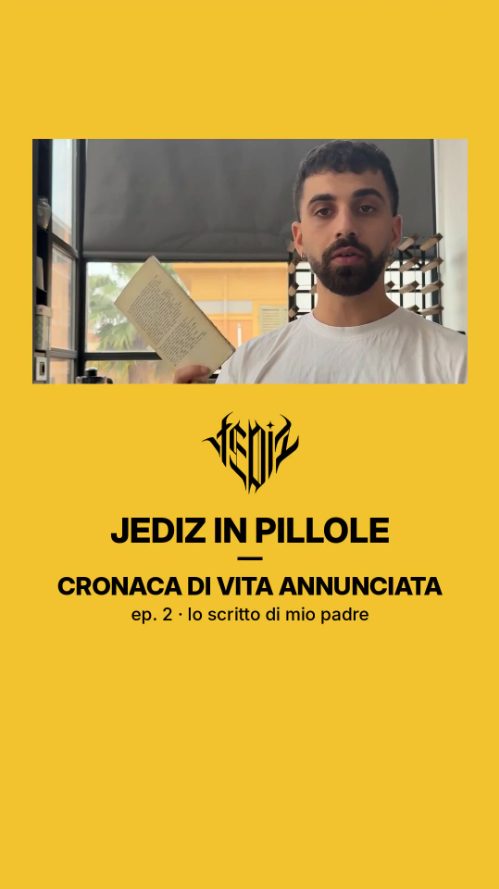 JEDIZ
JEDIZ IN PILLOLE
—
CRONACA DI VITA ANNUNCIATA
ep. 2 · lo scritto di mio padre